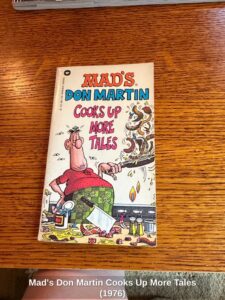 MAD'S
DON MARTIN
COOKS UP
MORE
TALES
Mad's Don Martin Cooks Up More Tales
(1976)